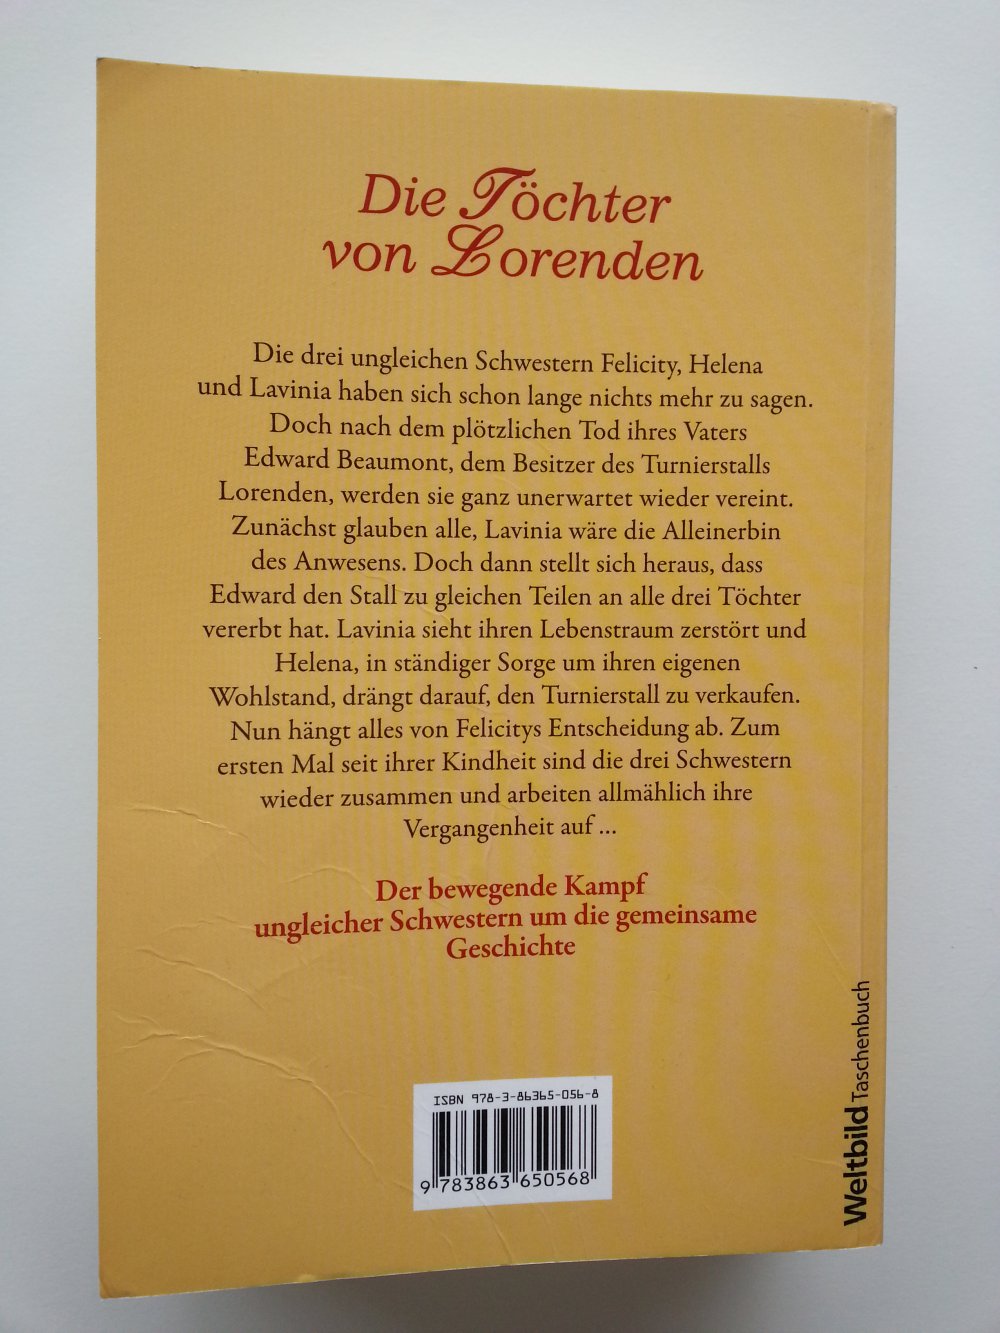 Die Töchter
von Lorenden
Die drei ungleichen Schwestern Felicity, Helena
und Lavinia haben sich schon lange nichts mehr zu sagen.
Doch nach dem plötzlichen Tod ihres Vaters
Edward Beaumont, dem Besitzer des Turnierstalls
Lorenden, werden sie ganz unerwartet wieder vereint.
Zunächst glauben alle, Lavinia wäre die Alleinerbin
des Anwesens. Doch dann stellt sich heraus, dass
Edward den Stall zu gleichen Teilen an alle drei Töchter
vererbt hat. Lavinia sieht ihren Lebenstraum zerstört und
Helena, in ständiger Sorge um ihren eigenen
Wohlstand, drängt darauf, den Turnierstall zu verkaufen.
Nun hängt alles von Felicitys Entscheidung ab. Zum
ersten Mal seit ihrer Kindheit sind die drei Schwestern
wieder zusammen und arbeiten allmählich ihre
Vergangenheit auf ...
Der bewegende Kampf
ungleicher Schwestern um die gemeinsame
Geschichte
ISBN 978-3-86365-056-8
9 783863 650568
Weltbild Taschenbuch